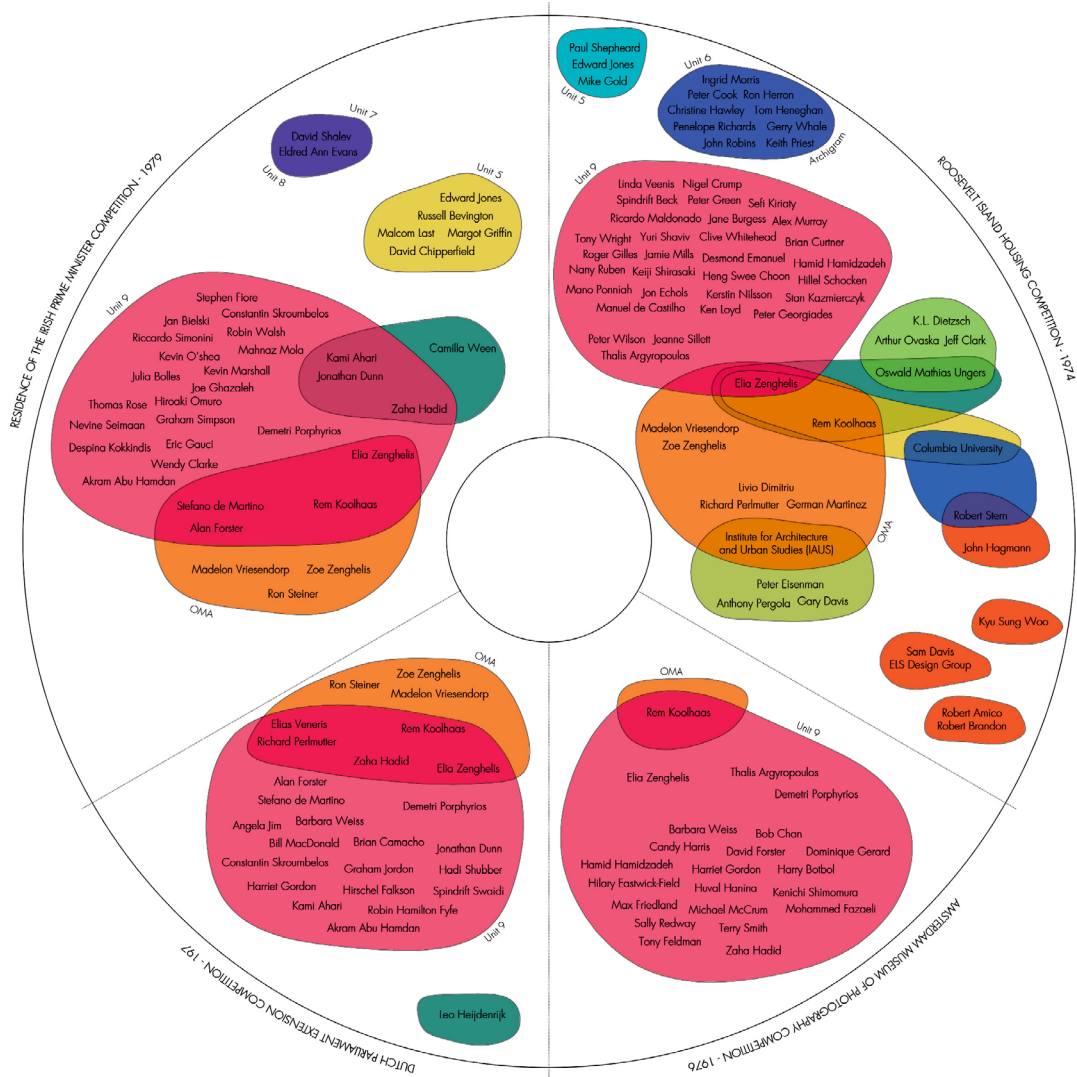 RESIDENCE OF THE IRISH PRIME MINISTER COMPETITION - 1979
Unit 7
David Shalev
Eldred Ann Evans
Unit 8
Unit 5
Edward Jones
Russell Bevington
Malcom Last Margot Griffin
David Chipperfield
Unit 9
Stephen Fiore
Constantin Skroumbelos
Jan Bielski
Robin Walsh
Riccardo Simonini
Mahnaz Mola
Kevin O'shea
Kevin Marshall
Julia Bolles
Joe Ghazaleh
Thomas Rose Hiroaki Omuro
Nevine Seimaan Graham Simpson
Demetri Porphyrios
Despina Kokkindis Eric Gauci
Wendy Clarke
Akram Abu Hamdan
Kami Ahari
Jonathan Dunn
Zaha Hadid
Camilla Ween
Elia Zenghelis
Stefano de Martino Rem Koolhaas
Alan Forster
Madelon Vriesendorp Zoe Zenghelis
Ron Steiner
OMA
ROOSEVELT ISLAND HOUSING COMPETITION - 1974
Paul Shepheard
Edward Jones
Mike Gold
Unit 5
Unit 6
Ingrid Morris
Peter Cook Ron Herron
Christine Hawley Tom Heneghan
Penelope Richards Gerry Whale
John Robins Keith Priest
Archigram
Unit 9
Linda Veenis Nigel Crump
Spindrift Beck Peter Green Sefi Kiriaty
Ricardo Maldonado Jane Burgess Alex Murray
Tony Wright Yuri Shaviv Clive Whitehead Brian Curtner
Roger Gilles Jamie Mills Desmond Emanuel Hamid Hamidzadeh
Nany Ruben Keiji Shirasaki Heng Swee Choon Hillel Schocken
Mano Ponniah Jon Echols Kerstin Nilsson Stan Kazmierczyk
Manuel de Castilho Ken Loyd Peter Georgiades
Peter Wilson Jeanne Sillett
Thalis Argyropoulos
Elia Zenghelis
K.L. Dietzsch
Arthur Ovaska Jeff Clark
Oswald Mathias Ungers
Rem Koolhaas
Madelon Vriesendorp
Zoe Zenghelis
Livio Dimitriu
Richard Perlmutter German Martinez
OMA
Institute for Architecture
and Urban Studies (IAUS)
Peter Eisenman
Anthony Pergola Gary Davis
Columbia University
Robert Stern
John Hagmann
Kyu Sung Woo
Sam Davis
ELS Design Group
Robert Amico
Robert Brandon
DUTCH PARLIAMENT EXTENSION COMPETITION - 197
OMA
Zoe Zenghelis
Ron Steiner
Madelon Vriesendorp
Elias Veneris Rem Koolhaas
Richard Perlmutter
Zaha Hadid
Elia Zenghelis
Alan Forster
Stefano de Martino Demetri Porphyrios
Angela Jim Barbara Weiss
Bill MacDonald Brian Camacho Jonathan Dunn
Constantin Skroumbelos Graham Jordon Hadi Shubber
Harriet Gordon Hirschel Falkson Spindrift Swaidi
Kami Ahari Robin Hamilton Fyfe
Akram Abu Hamdan
Unit 9
Leo Heijdenrijk
AMSTERDAM MUSEUM OF PHOTOGRAPHY COMPETITION - 1976
OMA
Rem Koolhaas
Unit 9
Elia Zenghelis Thalis Argyropoulos
Demetri Porphyrios
Barbara Weiss Bob Chan
Candy Harris David Forster Dominique Gerard
Hamid Hamidzadeh Harriet Gordon Harry Botbol
Hilary Eastwick-Field Huval Hanina Kenichi Shimomura
Max Friedland Michael McCrum Mohammed Fazaeli
Sally Redway Terry Smith
Tony Feldman
Zaha Hadid